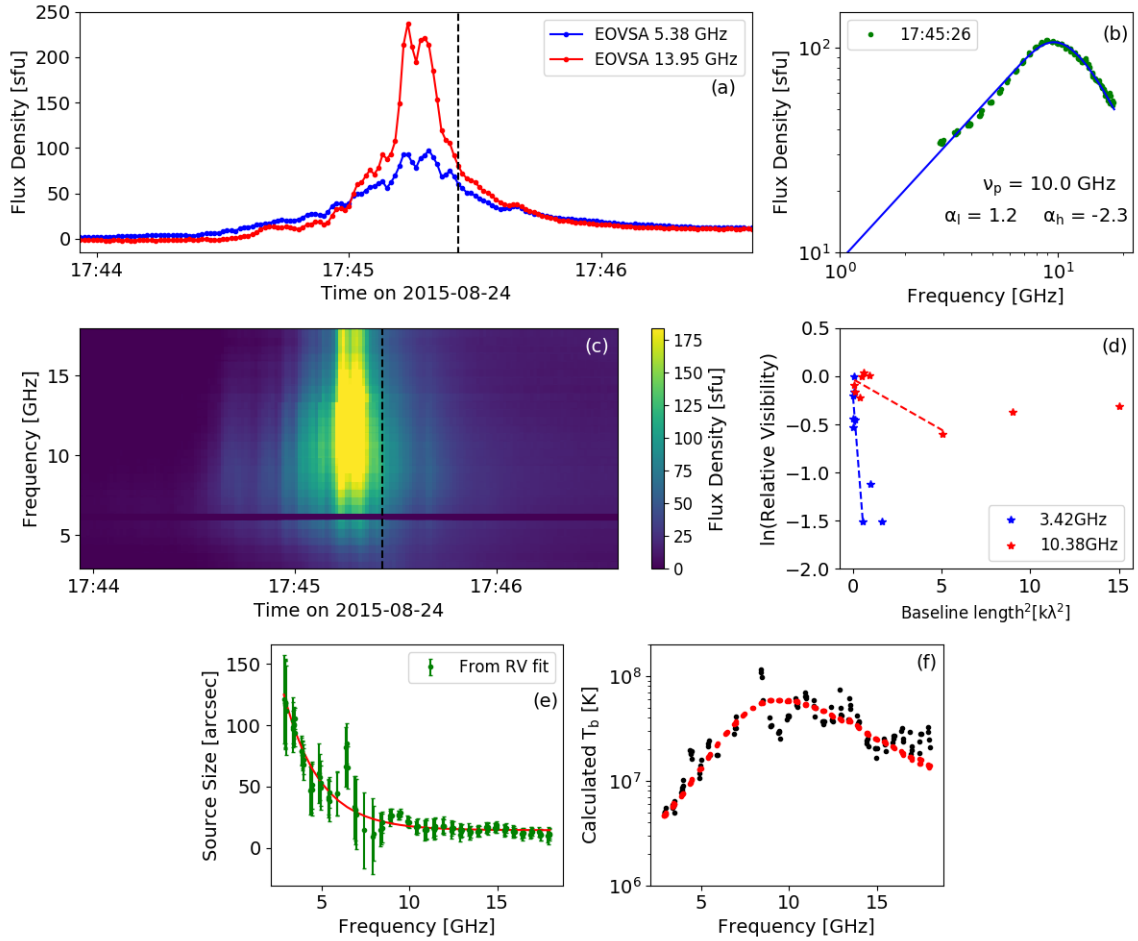 250
200
150
100
50
0
Flux Density [sfu]
EOVSA 5.38 GHz
EOVSA 13.95 GHz
(a)
17:44
17:45
17:46
Time on 2015-08-24
10²
10¹
Flux Density [sfu]
17:45:26
(b)
νp = 10.0 GHz
αl = 1.2 αh = -2.3
10⁰
10¹
Frequency [GHz]
15
10
5
Frequency [GHz]
(c)
17:44
17:45
17:46
Time on 2015-08-24
175
150
125
100
75
50
25
0
Flux Density [sfu]
0.5
0.0
−0.5
−1.0
−1.5
−2.0
ln(Relative Visibility)
(d)
3.42GHz
10.38GHz
0
5
10
15
Baseline length²[kλ²]
150
100
50
0
Source Size [arcsec]
From RV fit
(e)
5
10
15
Frequency [GHz]
10⁸
10⁷
10⁶
Calculated Tb [K]
(f)
5
10
15
Frequency [GHz]